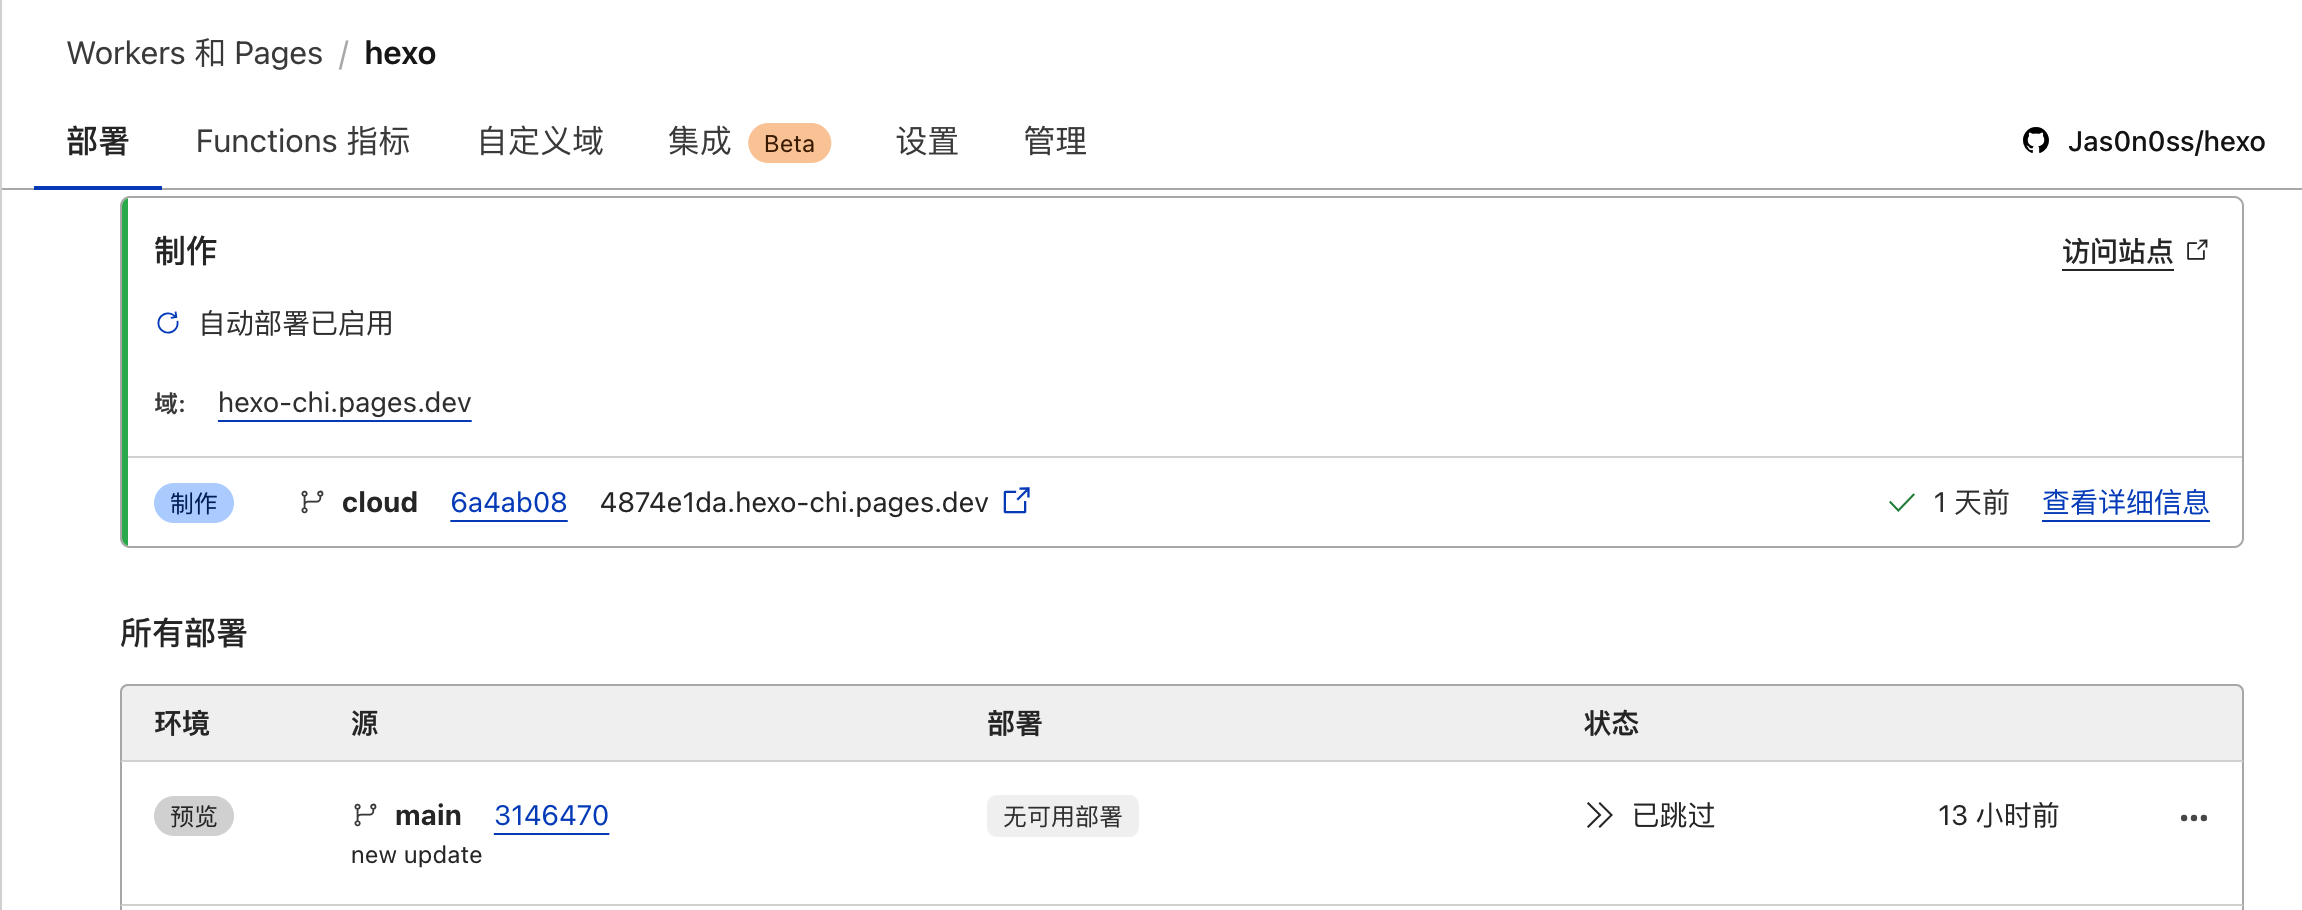 Workers 和 Pages / hexo
部署 Functions 指标 自定义域 集成 Beta 设置 管理 Jas0n0ss/hexo
制作 访问站点
自动部署已启用
域: hexo-chi.pages.dev
制作 cloud 6a4ab08 4874e1da.hexo-chi.pages.dev 1 天前 查看详细信息
所有部署
环境 源 部署 状态
预览 main 3146470 无可用部署 已跳过 13 小时前
new update